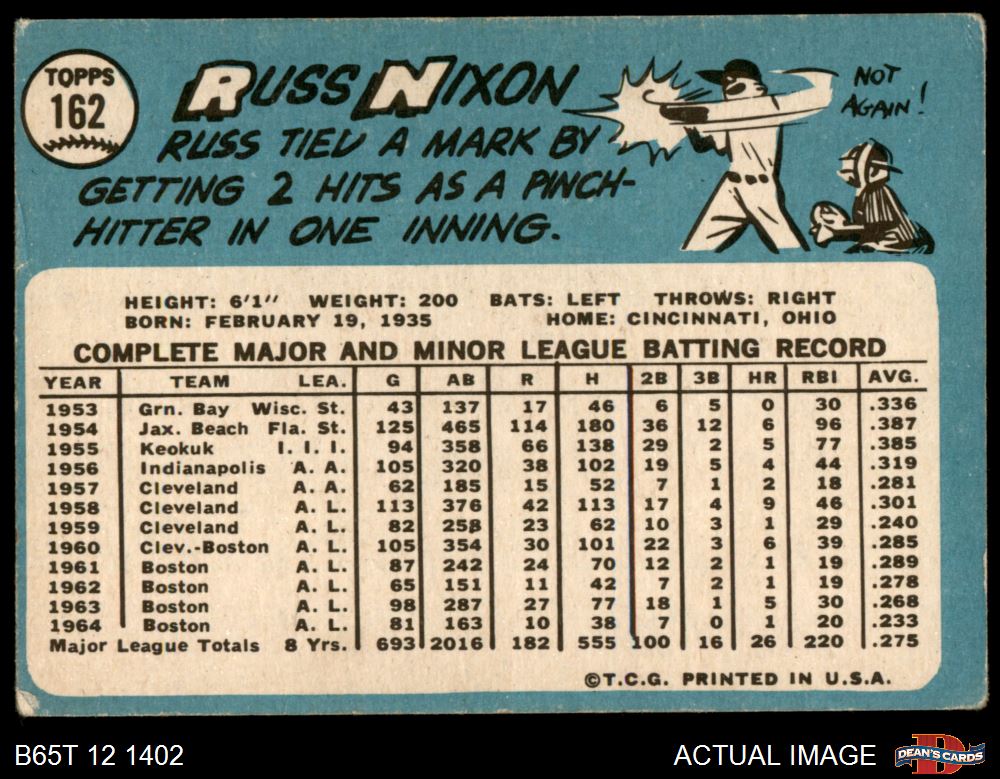 TOPPS
162
RUSS NIXON
RUSS TIED A MARK BY
GETTING 2 HITS AS A PINCH-
HITTER IN ONE INNING.
NOT
AGAIN!
HEIGHT: 6'1" WEIGHT: 200 BATS: LEFT THROWS: RIGHT
BORN: FEBRUARY 19, 1935 HOME: CINCINNATI, OHIO
COMPLETE MAJOR AND MINOR LEAGUE BATTING RECORD
YEAR TEAM LEA. G AB R H 2B 3B HR RBI AVG.
1953 Grn. Bay Wisc. St. 43 137 17 46 6 5 0 30 .336
1954 Jax. Beach Fla. St. 125 465 114 180 36 12 6 96 .387
1955 Keokuk I. I. I. 94 358 66 138 29 2 5 77 .385
1956 Indianapolis A. A. 105 320 38 102 19 5 4 44 .319
1957 Cleveland A. A. 62 185 15 52 7 1 2 18 .281
1958 Cleveland A. L. 113 376 42 113 17 4 9 46 .301
1959 Cleveland A. L. 82 258 23 62 10 3 1 29 .240
1960 Clev.-Boston A. L. 105 354 30 101 22 3 6 39 .285
1961 Boston A. L. 87 242 24 70 12 2 1 19 .289
1962 Boston A. L. 65 151 11 42 7 2 1 19 .278
1963 Boston A. L. 98 287 27 77 18 1 5 30 .268
1964 Boston A. L. 81 163 10 38 7 0 1 20 .233
Major League Totals 8 Yrs. 693 2016 182 555 100 16 26 220 .275
©T.C.G. PRINTED IN U.S.A.
B65T 12 1402
ACTUAL IMAGE
DEAN'S CARDS